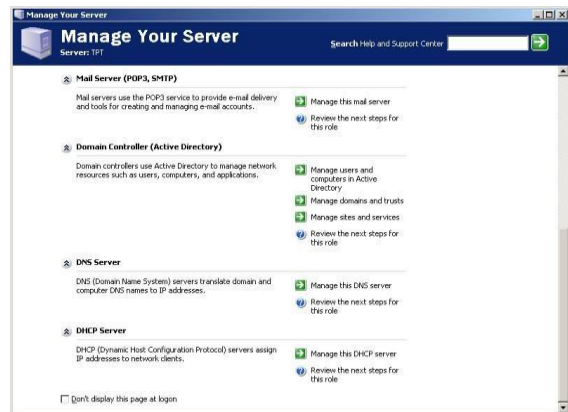 Manage Your Server
Manage Your Server
Server: TPT
Search Help and Support Center
Mail Server (POP3, SMTP)
Mail servers use the POP3 service to provide e-mail delivery
and tools for creating and managing e-mail accounts.
Manage this mail server
Review the next steps for
this role
Domain Controller (Active Directory)
Domain controllers use Active Directory to manage network
resources such as users, computers, and applications.
Manage users and
computers in Active
Directory
Manage domains and trusts
Manage sites and services
Review the next steps for
this role
DNS Server
DNS (Domain Name System) servers translate domain and
computer DNS names to IP addresses.
Manage this DNS server
Review the next steps for
this role
DHCP Server
DHCP (Dynamic Host Configuration Protocol) servers assign
IP addresses to network clients.
Manage this DHCP server
Review the next steps for
this role
Don't display this page at logon